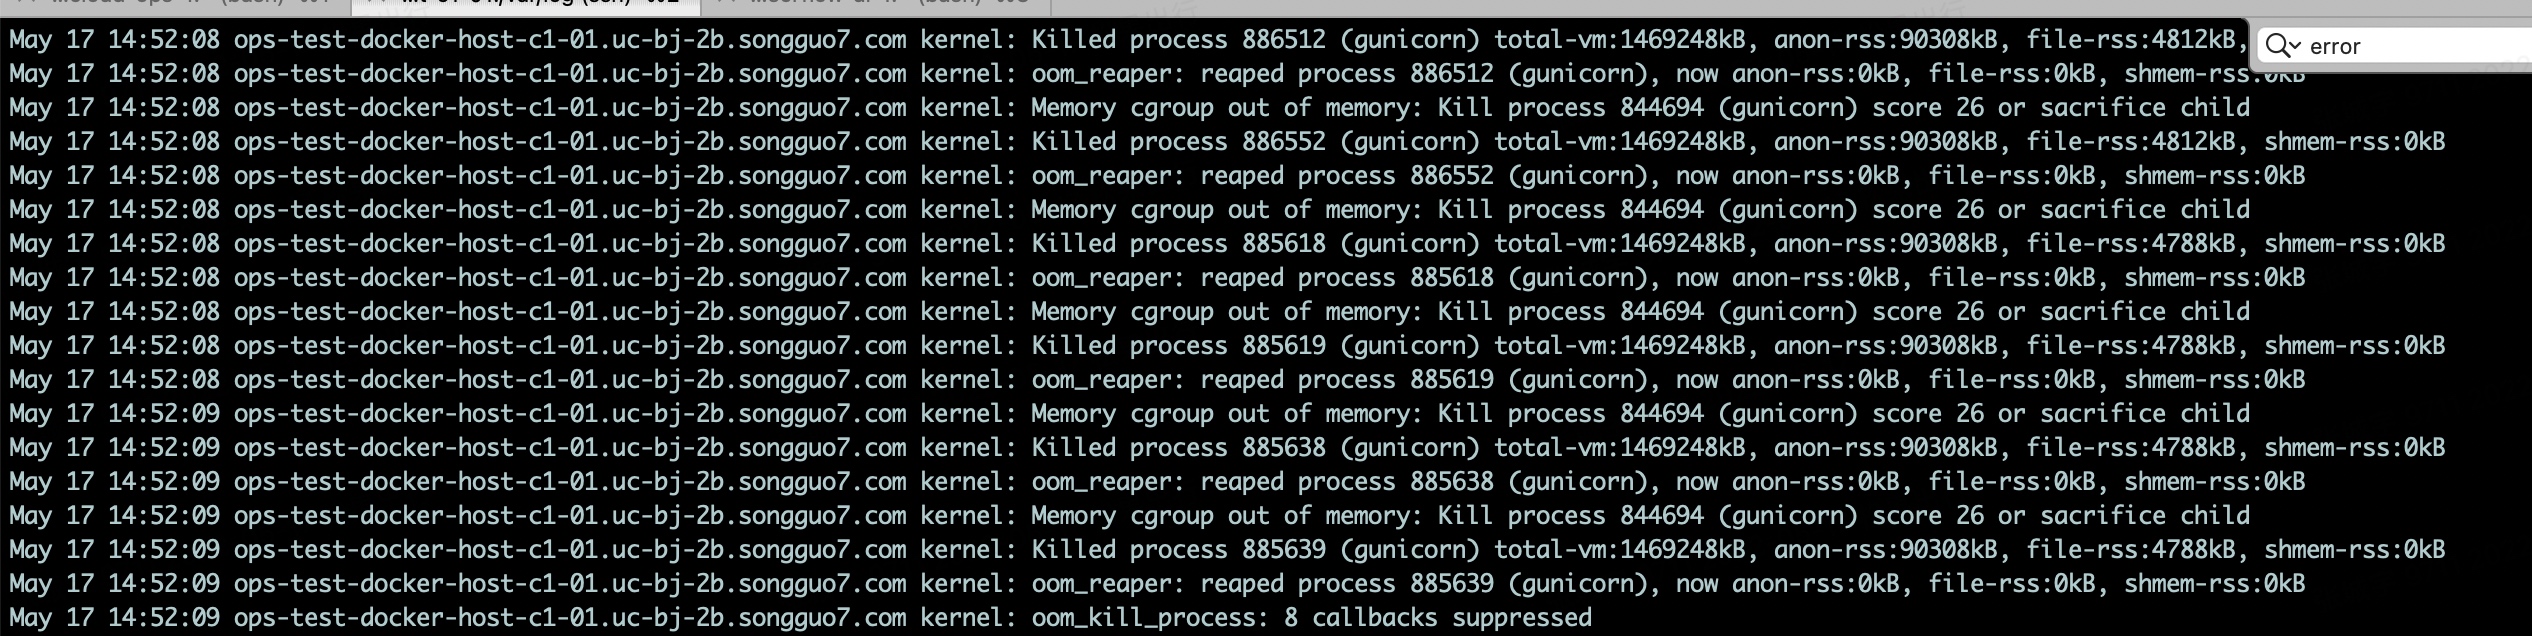 May 17 14:52:08 ops-test-docker-host-c1-01.uc-bj-2b.songguo7.com kernel: Killed process 886512 (gunicorn) total-vm:1469248kB, anon-rss:90308kB, file-rss:4812kB,
error
May 17 14:52:08 ops-test-docker-host-c1-01.uc-bj-2b.songguo7.com kernel: oom_reaper: reaped process 886512 (gunicorn), now anon-rss:0kB, file-rss:0kB, shmem-rss:0kB
May 17 14:52:08 ops-test-docker-host-c1-01.uc-bj-2b.songguo7.com kernel: Memory cgroup out of memory: Kill process 844694 (gunicorn) score 26 or sacrifice child
May 17 14:52:08 ops-test-docker-host-c1-01.uc-bj-2b.songguo7.com kernel: Killed process 886552 (gunicorn) total-vm:1469248kB, anon-rss:90308kB, file-rss:4812kB, shmem-rss:0kB
May 17 14:52:08 ops-test-docker-host-c1-01.uc-bj-2b.songguo7.com kernel: oom_reaper: reaped process 886552 (gunicorn), now anon-rss:0kB, file-rss:0kB, shmem-rss:0kB
May 17 14:52:08 ops-test-docker-host-c1-01.uc-bj-2b.songguo7.com kernel: Memory cgroup out of memory: Kill process 844694 (gunicorn) score 26 or sacrifice child
May 17 14:52:08 ops-test-docker-host-c1-01.uc-bj-2b.songguo7.com kernel: Killed process 885618 (gunicorn) total-vm:1469248kB, anon-rss:90308kB, file-rss:4788kB, shmem-rss:0kB
May 17 14:52:08 ops-test-docker-host-c1-01.uc-bj-2b.songguo7.com kernel: oom_reaper: reaped process 885618 (gunicorn), now anon-rss:0kB, file-rss:0kB, shmem-rss:0kB
May 17 14:52:08 ops-test-docker-host-c1-01.uc-bj-2b.songguo7.com kernel: Memory cgroup out of memory: Kill process 844694 (gunicorn) score 26 or sacrifice child
May 17 14:52:08 ops-test-docker-host-c1-01.uc-bj-2b.songguo7.com kernel: Killed process 885619 (gunicorn) total-vm:1469248kB, anon-rss:90308kB, file-rss:4788kB, shmem-rss:0kB
May 17 14:52:08 ops-test-docker-host-c1-01.uc-bj-2b.songguo7.com kernel: oom_reaper: reaped process 885619 (gunicorn), now anon-rss:0kB, file-rss:0kB, shmem-rss:0kB
May 17 14:52:09 ops-test-docker-host-c1-01.uc-bj-2b.songguo7.com kernel: Memory cgroup out of memory: Kill process 844694 (gunicorn) score 26 or sacrifice child
May 17 14:52:09 ops-test-docker-host-c1-01.uc-bj-2b.songguo7.com kernel: Killed process 885638 (gunicorn) total-vm:1469248kB, anon-rss:90308kB, file-rss:4788kB, shmem-rss:0kB
May 17 14:52:09 ops-test-docker-host-c1-01.uc-bj-2b.songguo7.com kernel: oom_reaper: reaped process 885638 (gunicorn), now anon-rss:0kB, file-rss:0kB, shmem-rss:0kB
May 17 14:52:09 ops-test-docker-host-c1-01.uc-bj-2b.songguo7.com kernel: Memory cgroup out of memory: Kill process 844694 (gunicorn) score 26 or sacrifice child
May 17 14:52:09 ops-test-docker-host-c1-01.uc-bj-2b.songguo7.com kernel: Killed process 885639 (gunicorn) total-vm:1469248kB, anon-rss:90308kB, file-rss:4788kB, shmem-rss:0kB
May 17 14:52:09 ops-test-docker-host-c1-01.uc-bj-2b.songguo7.com kernel: oom_reaper: reaped process 885639 (gunicorn), now anon-rss:0kB, file-rss:0kB, shmem-rss:0kB
May 17 14:52:09 ops-test-docker-host-c1-01.uc-bj-2b.songguo7.com kernel: oom_kill_process: 8 callbacks suppressed